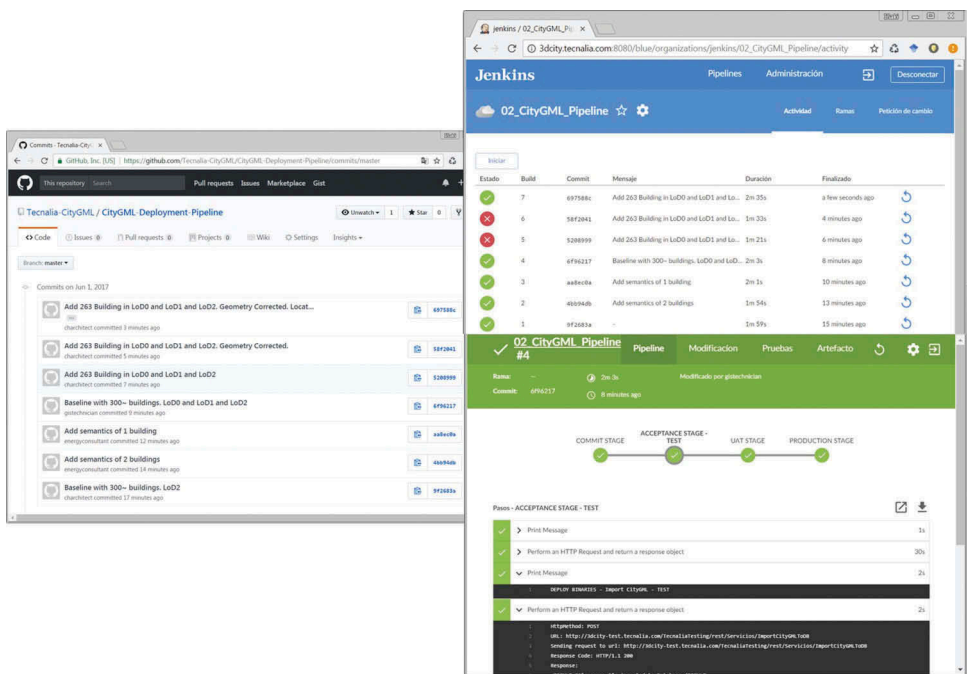 Commits · Tecnalia-City
GitHub, Inc. [US] | https://github.com/Tecnalia-CityGML/CityGML-Deployment-Pipeline/commits/master
This repository Search Pull requests Issues Marketplace Gist
Tecnalia-CityGML / CityGML-Deployment-Pipeline Unwatch 1 Star 0
Code Issues 0 Pull requests 0 Projects 0 Wiki Settings Insights
Branch: master
Commits on Jun 1, 2017
Add 263 Building in LoD0 and LoD1 and LoD2. Geometry Corrected. Locat...
charchitect committed 3 minutes ago
697588c
Add 263 Building in LoD0 and LoD1 and LoD2. Geometry Corrected.
charchitect committed 5 minutes ago
58f2041
Add 263 Building in LoD0 and LoD1 and LoD2
charchitect committed 7 minutes ago
5208999
Baseline with 300~ buildings. LoD0 and LoD1 and LoD2
gistechnician committed 9 minutes ago
6f96217
Add semantics of 1 building
energyconsultant committed 12 minutes ago
aa8ec0a
Add semantics of 2 buildings
energyconsultant committed 14 minutes ago
4bb94db
Baseline with 300~ buildings. LoD2
charchitect committed 17 minutes ago
9f2683a
jenkins / 02_CityGML_Pi
3dcity.tecnalia.com:8080/blue/organizations/jenkins/02_CityGML_Pipeline/activity
Jenkins Pipelines Administración Desconectar
02_CityGML_Pipeline Actividad Ramas Petición de cambio
Iniciar
Estado Build Commit Mensaje Duración Finalizado
7 697588c Add 263 Building in LoD0 and LoD1 and Lo... 2m 35s a few seconds ago
6 58f2041 Add 263 Building in LoD0 and LoD1 and Lo... 1m 33s 4 minutes ago
5 5208999 Add 263 Building in LoD0 and LoD1 and Lo... 1m 21s 6 minutes ago
4 6f96217 Baseline with 300~ buildings. LoD0 and LoD... 2m 3s 8 minutes ago
3 aa8ec0a Add semantics of 1 building 2m 1s 10 minutes ago
2 4bb94db Add semantics of 2 buildings 1m 54s 13 minutes ago
1 9f2683a - 1m 59s 15 minutes ago
02_CityGML_Pipeline #4 Pipeline Modificacion Pruebas Artefacto
Rama: — 2m 3s Modificado por gistechnician
Commit: 6f96217 8 minutes ago
COMMIT STAGE ACCEPTANCE STAGE - TEST UAT STAGE PRODUCTION STAGE
Pasos - ACCEPTANCE STAGE - TEST
Print Message 1s
Perform an HTTP Request and return a response object 30s
Print Message 2s
1 DEPLOY BINARIES - Import CityGML - TEST
Perform an HTTP Request and return a response object 2s
1 HttpMethod: POST
2 URL: http://3dcity-test.tecnalia.com/TecnaliaTesting/rest/Servicios/ImportCityGMLToDB
3 Sending request to url: http://3dcity-test.tecnalia.com/TecnaliaTesting/rest/Servicios/ImportCityGMLToDB
4 Response Code: HTTP/1.1 200
5 Response: